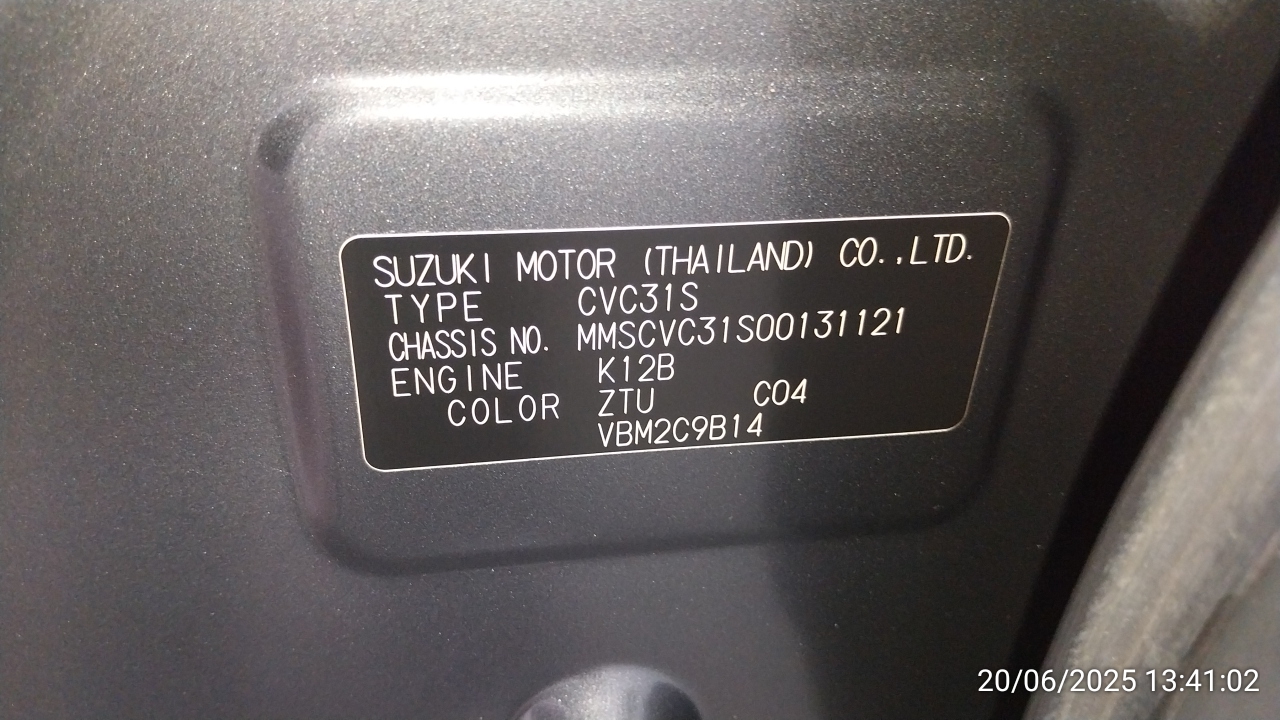 SUZUKI MOTOR (THAILAND) CO.,LTD.
TYPE CVC31S
CHASSIS NO. MMSCVC31S00131121
ENGINE K12B
COLOR ZTU C04
VBM2C9B14
20/06/2025 13:41:02